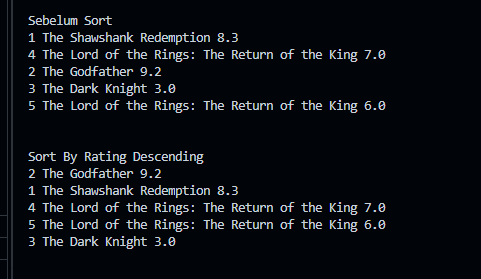 Sebelum Sort
1 The Shawshank Redemption 8.3
4 The Lord of the Rings: The Return of the King 7.0
2 The Godfather 9.2
3 The Dark Knight 3.0
5 The Lord of the Rings: The Return of the King 6.0
Sort By Rating Descending
2 The Godfather 9.2
1 The Shawshank Redemption 8.3
4 The Lord of the Rings: The Return of the King 7.0
5 The Lord of the Rings: The Return of the King 6.0
3 The Dark Knight 3.0